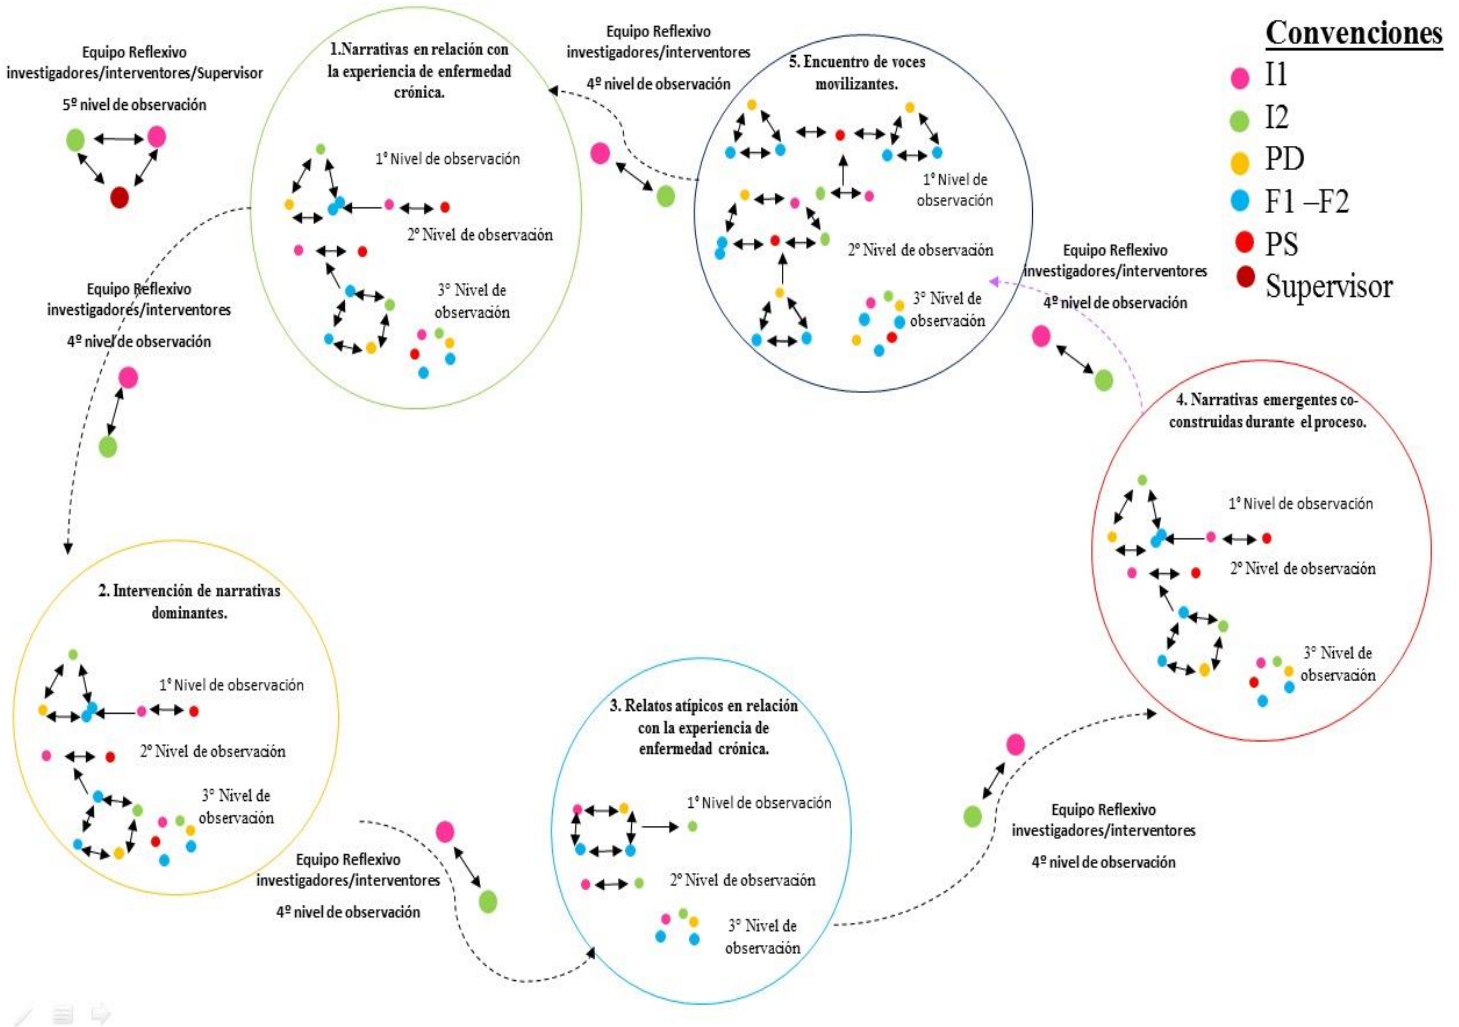 Equipo Reflexivo
investigadores/interventores/Supervisor
5º nivel de observación
1.Narrativas en relación con
la experiencia de enfermedad
crónica.
1° Nivel de observación
2º Nivel de observación
3° Nivel de
observación
Equipo Reflexivo
investigadores/interventores
4º nivel de observación
5. Encuentro de voces
movilizantes.
1° Nivel de
observación
2º Nivel de observación
3° Nivel de
observación
Convenciones
I1
I2
PD
F1 –F2
PS
Supervisor
Equipo Reflexivo
investigadores/interventores
4º nivel de observación
Equipo Reflexivo
investigadores/interventores
4º nivel de observación
4. Narrativas emergentes co-
construidas durante el proceso.
1° Nivel de observación
2º Nivel de observación
3° Nivel de
observación
2. Intervención de narrativas
dominantes.
1° Nivel de observación
2º Nivel de observación
3° Nivel de
observación
Equipo Reflexivo
investigadores/interventores
4º nivel de observación
3. Relatos atípicos en relación
con la experiencia de
enfermedad crónica.
1° Nivel de observación
2º Nivel de observación
3° Nivel de
observación
Equipo Reflexivo
investigadores/interventores
4º nivel de observación